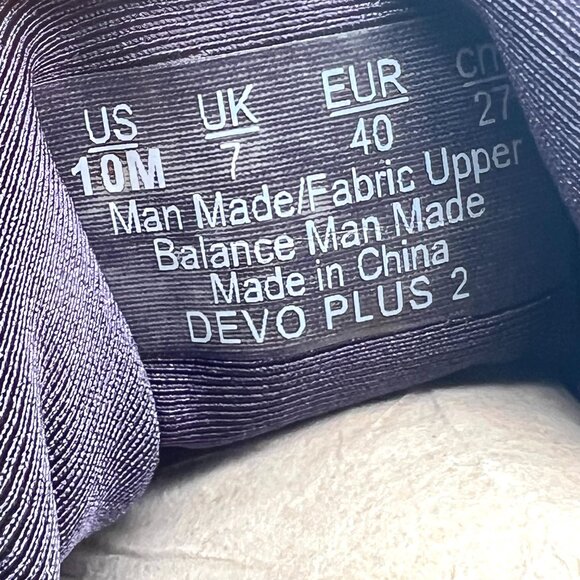 US UK EUR cm
10M 7 40 27
Man Made/Fabric Upper
Balance Man Made
Made in China
DEVO PLUS 2